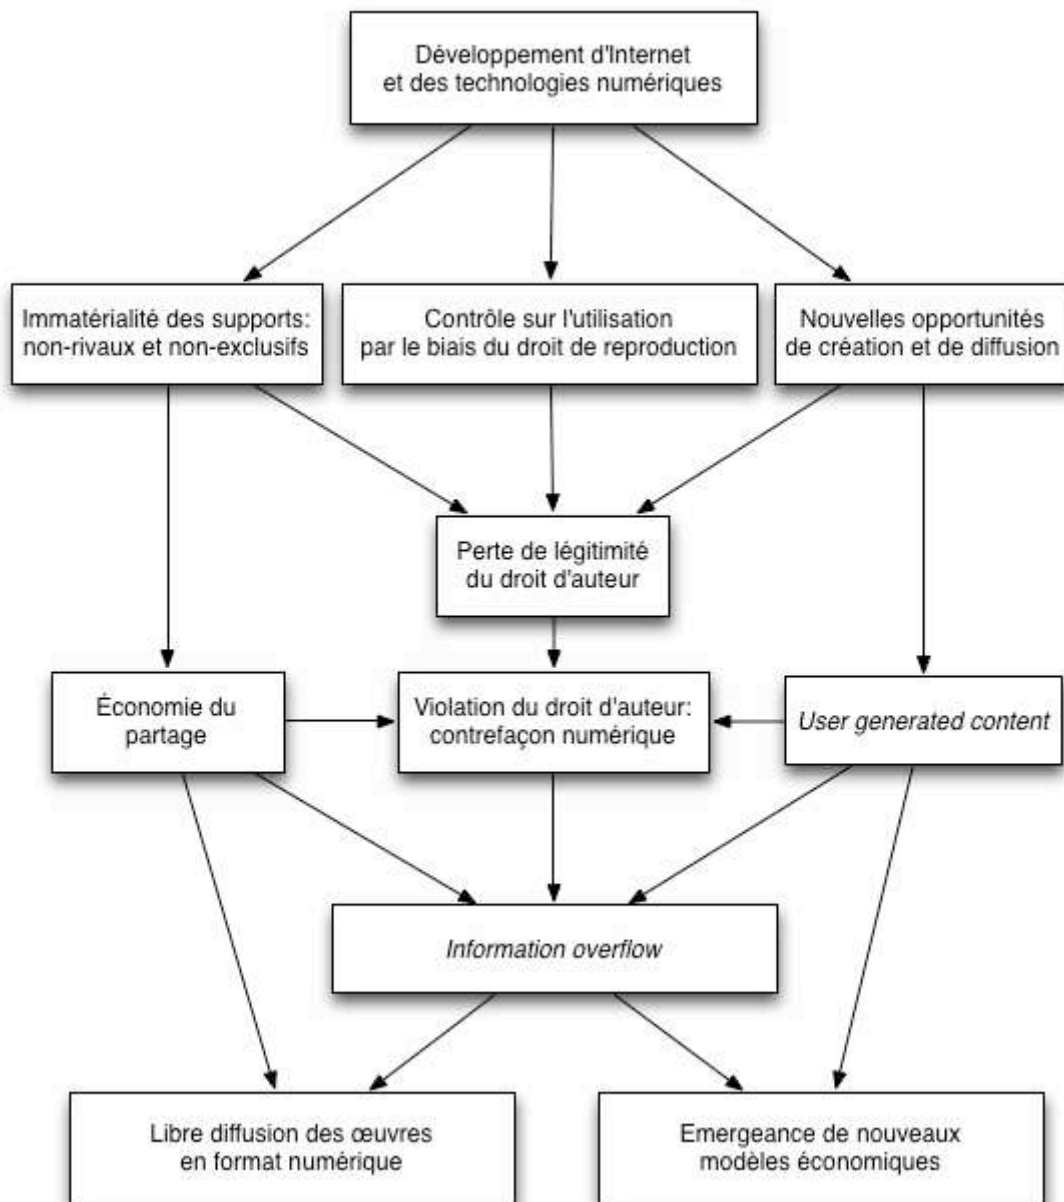 Développement d'Internet
et des technologies numériques
Immatérialité des supports:
non-rivaux et non-exclusifs
Contrôle sur l'utilisation
par le biais du droit de reproduction
Nouvelles opportunités
de création et de diffusion
Perte de légitimité
du droit d'auteur
Économie du
partage
Violation du droit d'auteur:
contrefaçon numérique
User generated content
Information overflow
Libre diffusion des œuvres
en format numérique
Emergeance de nouveaux
modèles économiques